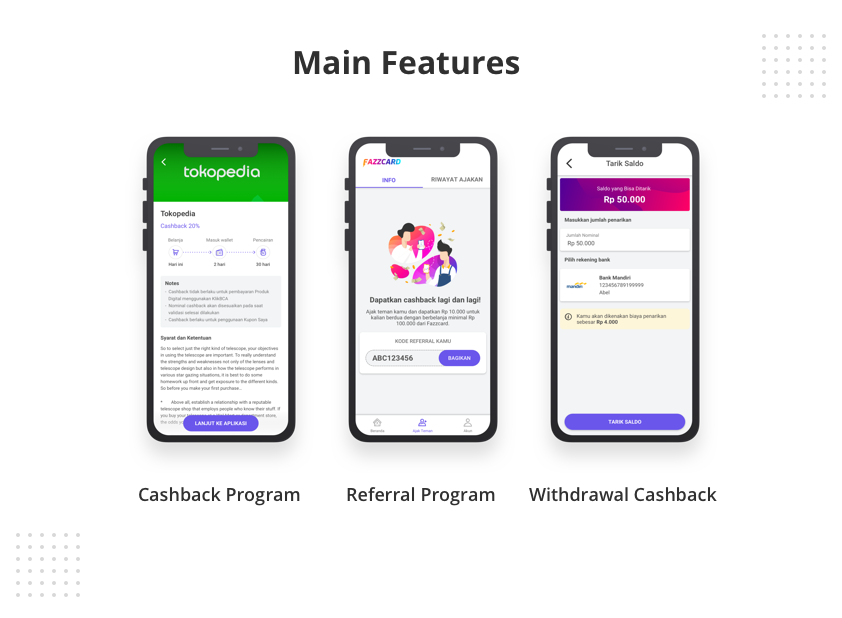 Main Features
tokopedia
Tokopedia
Cashback 20%
Belanja Masuk wallet Pencairan
Hari ini 2 hari 30 hari
Notes
- Cashback tidak berlaku untuk pembayaran Produk
Digital menggunakan KlikBCA
- Nominal cashback akan disesuaikan pada saat
validasi setelah dilakukan
- Cashback berlaku untuk penggunaan Kupon Saya
Syarat dan Ketentuan
So to select just the right kind of telescope, your objectives
in using the telescope are important. To really understand
the strengths and weaknesses not only of the lenses and
telescope design but also in how the telescope performs in
various star gazing situations, it is best to do some
homework up front and get exposure to the different kinds.
So before you make your first purchase…
• Above all, establish a relationship with a reputable
telescope shop that employs people who know their stuff. If
you buy your
LANJUT KE APLIKASI
FAZZCARD
INFO RIWAYAT AJAKAN
Dapatkan cashback lagi dan lagi!
Ajak teman kamu dan dapatkan Rp 10.000 untuk
kalian berdua dengan berbelanja minimal Rp
100.000 dari Fazzcard.
KODE REFERRAL KAMU
ABC123456 BAGIKAN
Beranda Ajak Teman Akun
Tarik Saldo
Saldo yang Bisa Ditarik
Rp 50.000
Masukkan jumlah penarikan
Jumlah Nominal
Rp 50.000
Pilih rekening bank
mandiri
Bank Mandiri
123456789199999
Abel
Kamu akan dikenakan biaya penarikan
sebesar Rp 4.000
TARIK SALDO
Cashback Program
Referral Program
Withdrawal Cashback